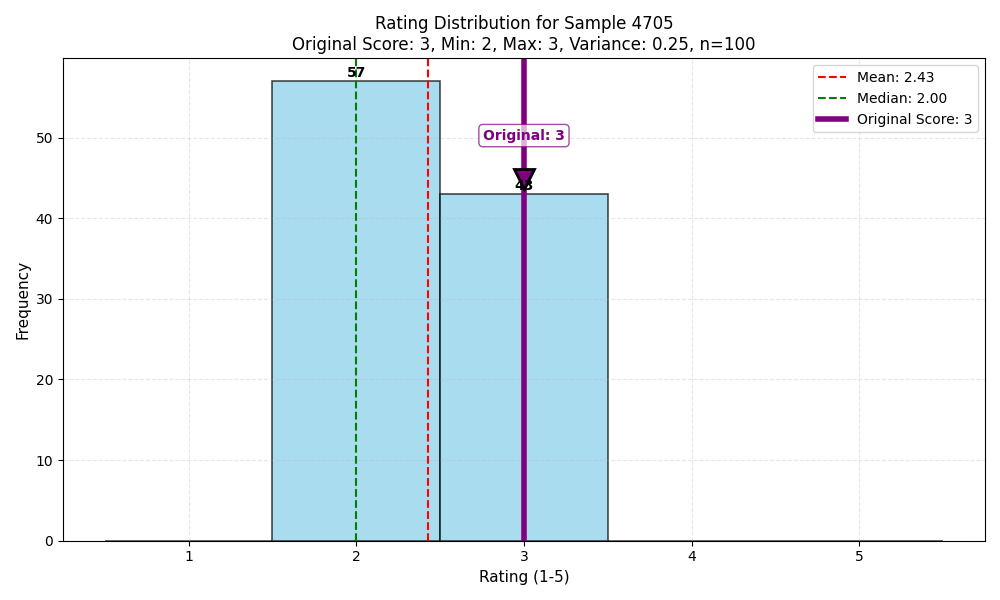 Rating Distribution for Sample 4705
Original Score: 3, Min: 2, Max: 3, Variance: 0.25, n=100
Mean: 2.43
Median: 2.00
Original Score: 3
57
Original: 3
43
Frequency
50
40
30
20
10
0
1 2 3 4 5
Rating (1-5)